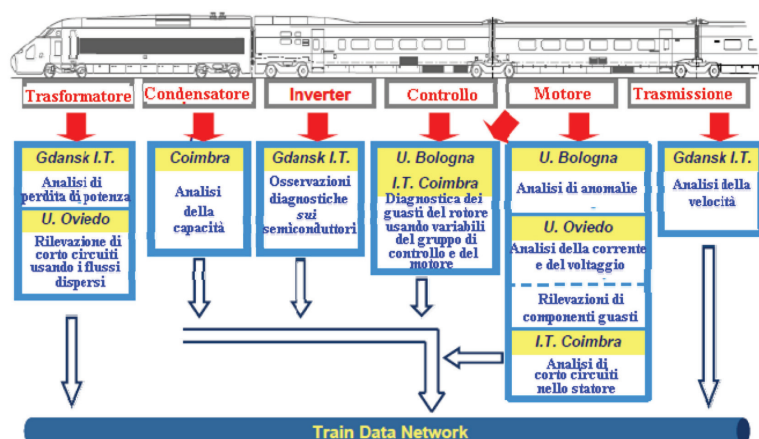 Trasformatore
Condensatore
Inverter
Controllo
Motore
Trasmissione
Gdansk I.T.
Analisi di
perdita di potenza
U. Oviedo
Rilevazione di
corto circuiti
usando i flussi
dispersi
Coimbra
Analisi
della
capacità
Gdansk I.T.
Osservazioni
diagnostiche
sui
semiconduttori
U. Bologna
I.T. Coimbra
Diagnostica dei
guasti del rotore
usando variabili
del gruppo di
controllo e del
motore
U. Bologna
Analisi di anomalie
U. Oviedo
Analisi della corrente
e del voltaggio
Rilevazioni di
componenti guasti
I.T. Coimbra
Analisi di
corto circuiti
nello statore
Gdansk I.T.
Analisi della
velocità
Train Data Network